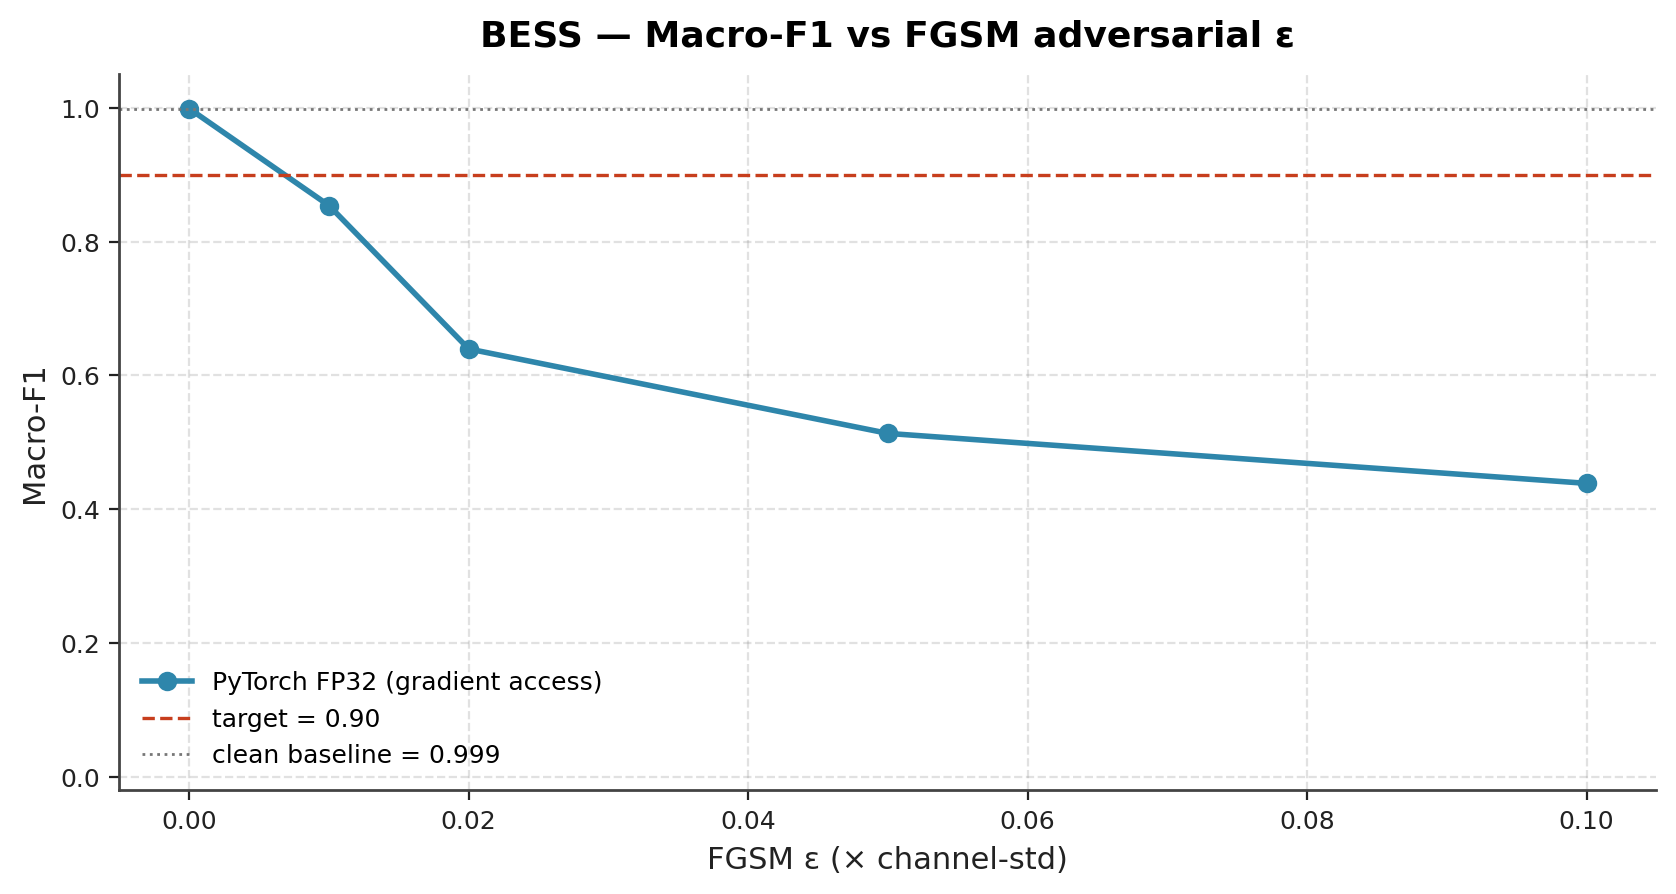 BESS — Macro-F1 vs FGSM adversarial ε
Macro-F1
1.0
0.8
0.6
0.4
0.2
0.0
PyTorch FP32 (gradient access)
target = 0.90
clean baseline = 0.999
0.00 0.02 0.04 0.06 0.08 0.10
FGSM ε (× channel-std)